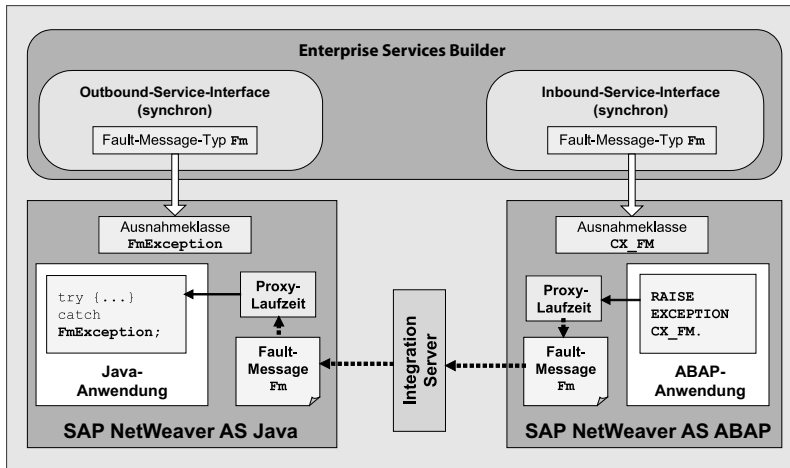 Enterprise Services Builder
Outbound-Service-Interface
(synchron)
Fault-Message-Typ Fm
Inbound-Service-Interface
(synchron)
Fault-Message-Typ Fm
Ausnahmeklasse
FmException
try {...}
catch
FmException;
Java-
Anwendung
Proxy-
Laufzeit
Fault-
Message
Fm
SAP NetWeaver AS Java
Integration
Server
Ausnahmeklasse
CX_FM
Proxy-
Laufzeit
Fault-
Message
Fm
RAISE
EXCEPTION
CX_FM.
ABAP-
Anwendung
SAP NetWeaver AS ABAP